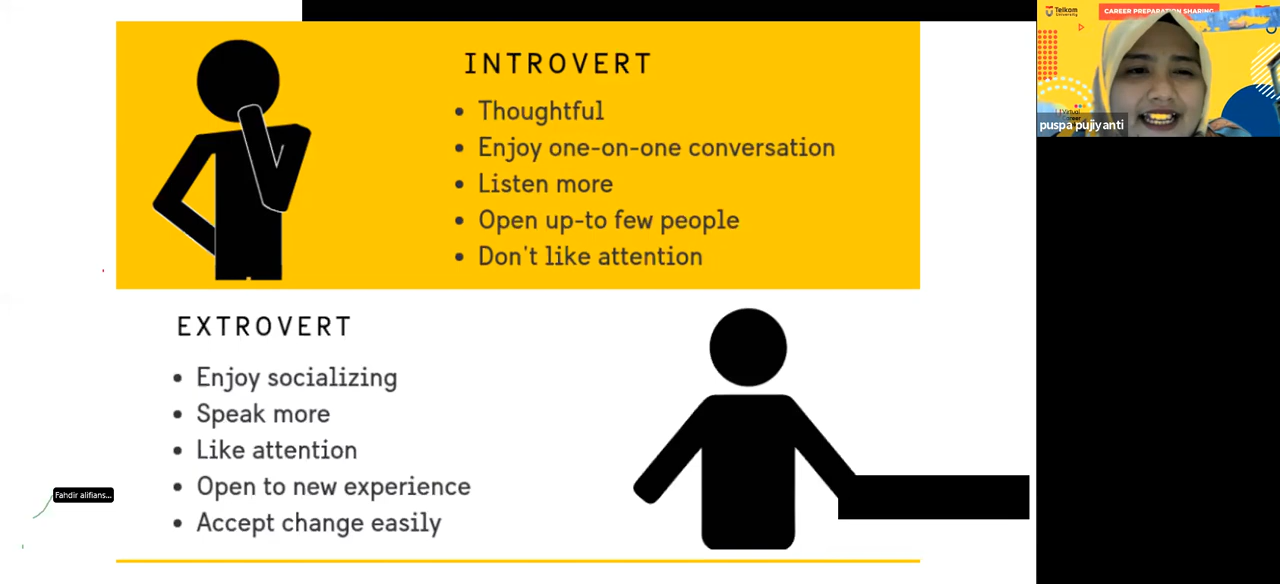 INTROVERT
• Thoughtful
• Enjoy one-on-one conversation
• Listen more
• Open up-to few people
• Don't like attention
EXTROVERT
• Enjoy socializing
• Speak more
• Like attention
• Open to new experience
• Accept change easily
Fahdir alifians...
Telkom
University
CAREER PREPARATION SHARING
Virtual
puspa pujiyanti